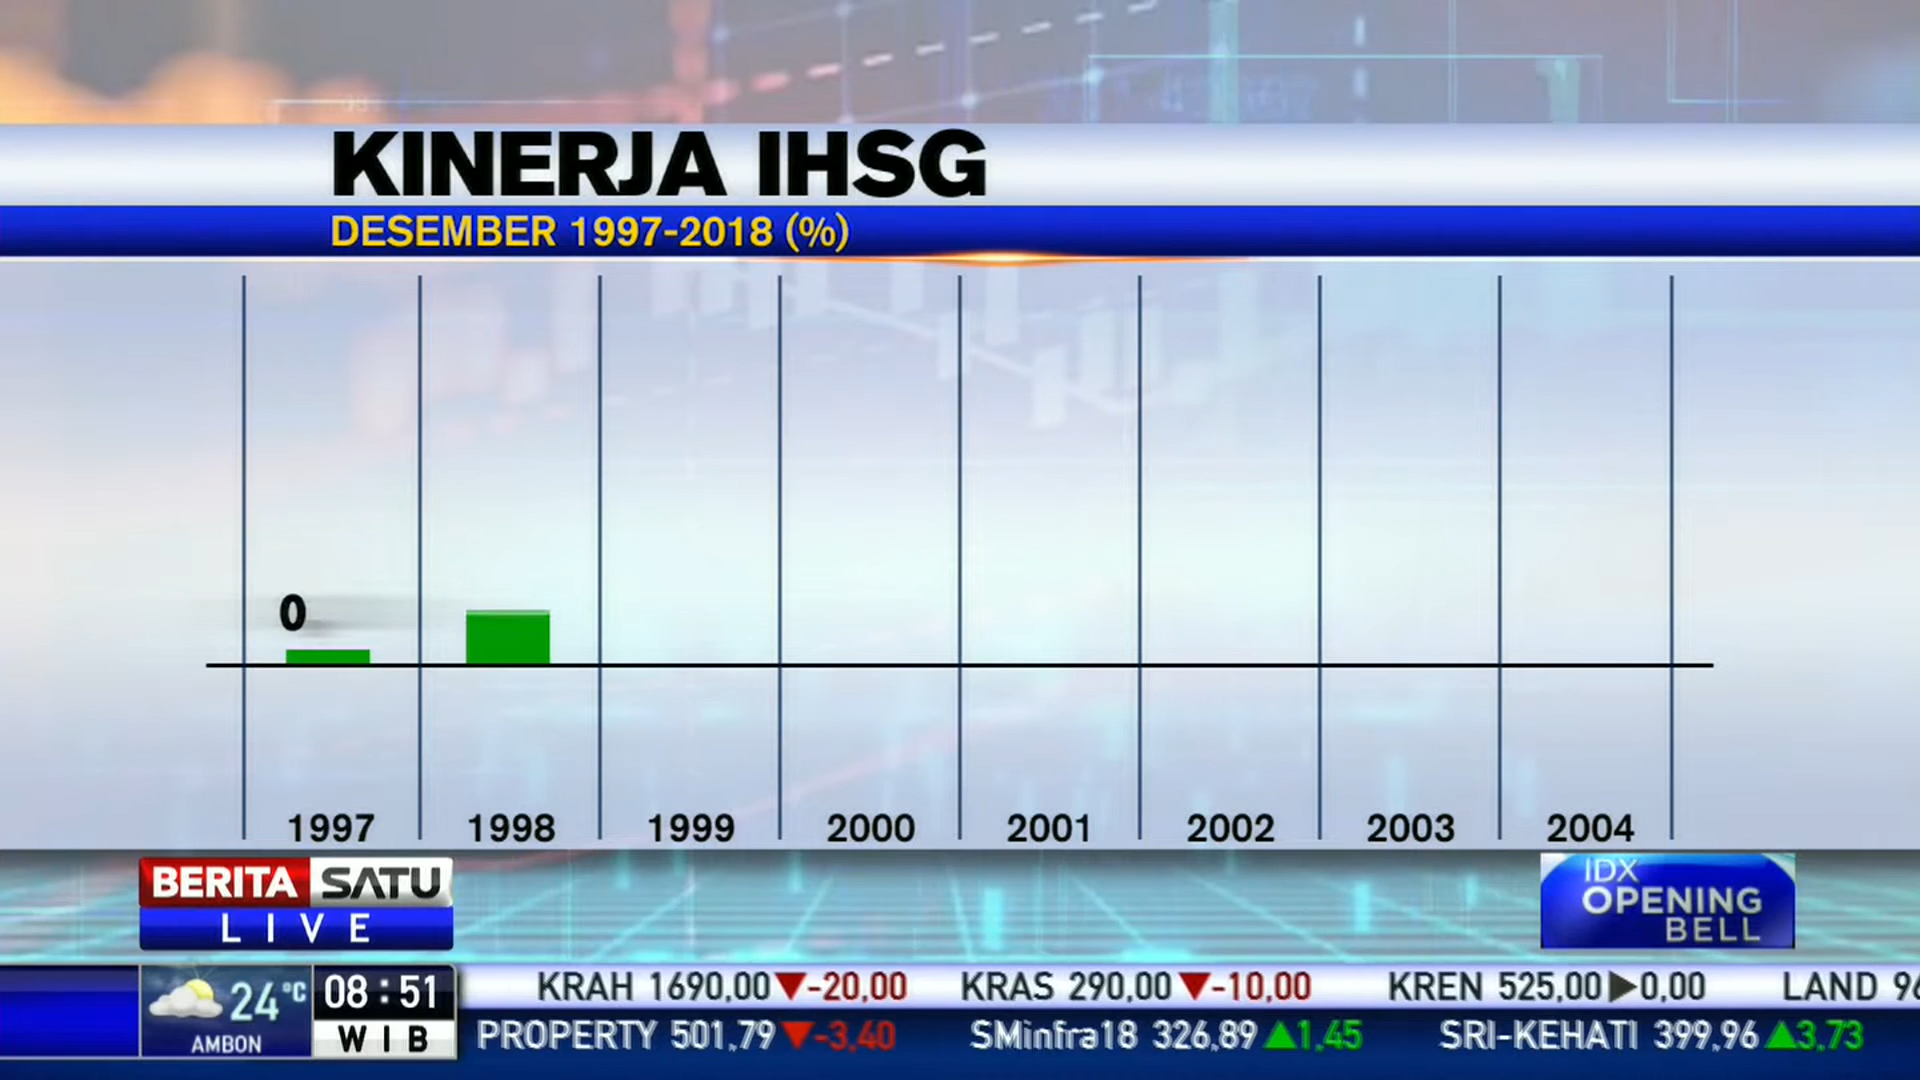 KINERJA IHSG
DESEMBER 1997-2018 (%)
0
1997 1998 1999 2000 2001 2002 2003 2004
BERITA SATU
LIVE
IDX
OPENING
BELL
24°C
AMBON
08:51
WIB
KRAH 1690,00▼-20,00 KRAS 290,00▼-10,00 KREN 525,00▶0,00 LAND 96
PROPERTY 501,79▼-3,40 SMinfra18 326,89▲1,45 SRI-KEHATI 399,96▲3,73